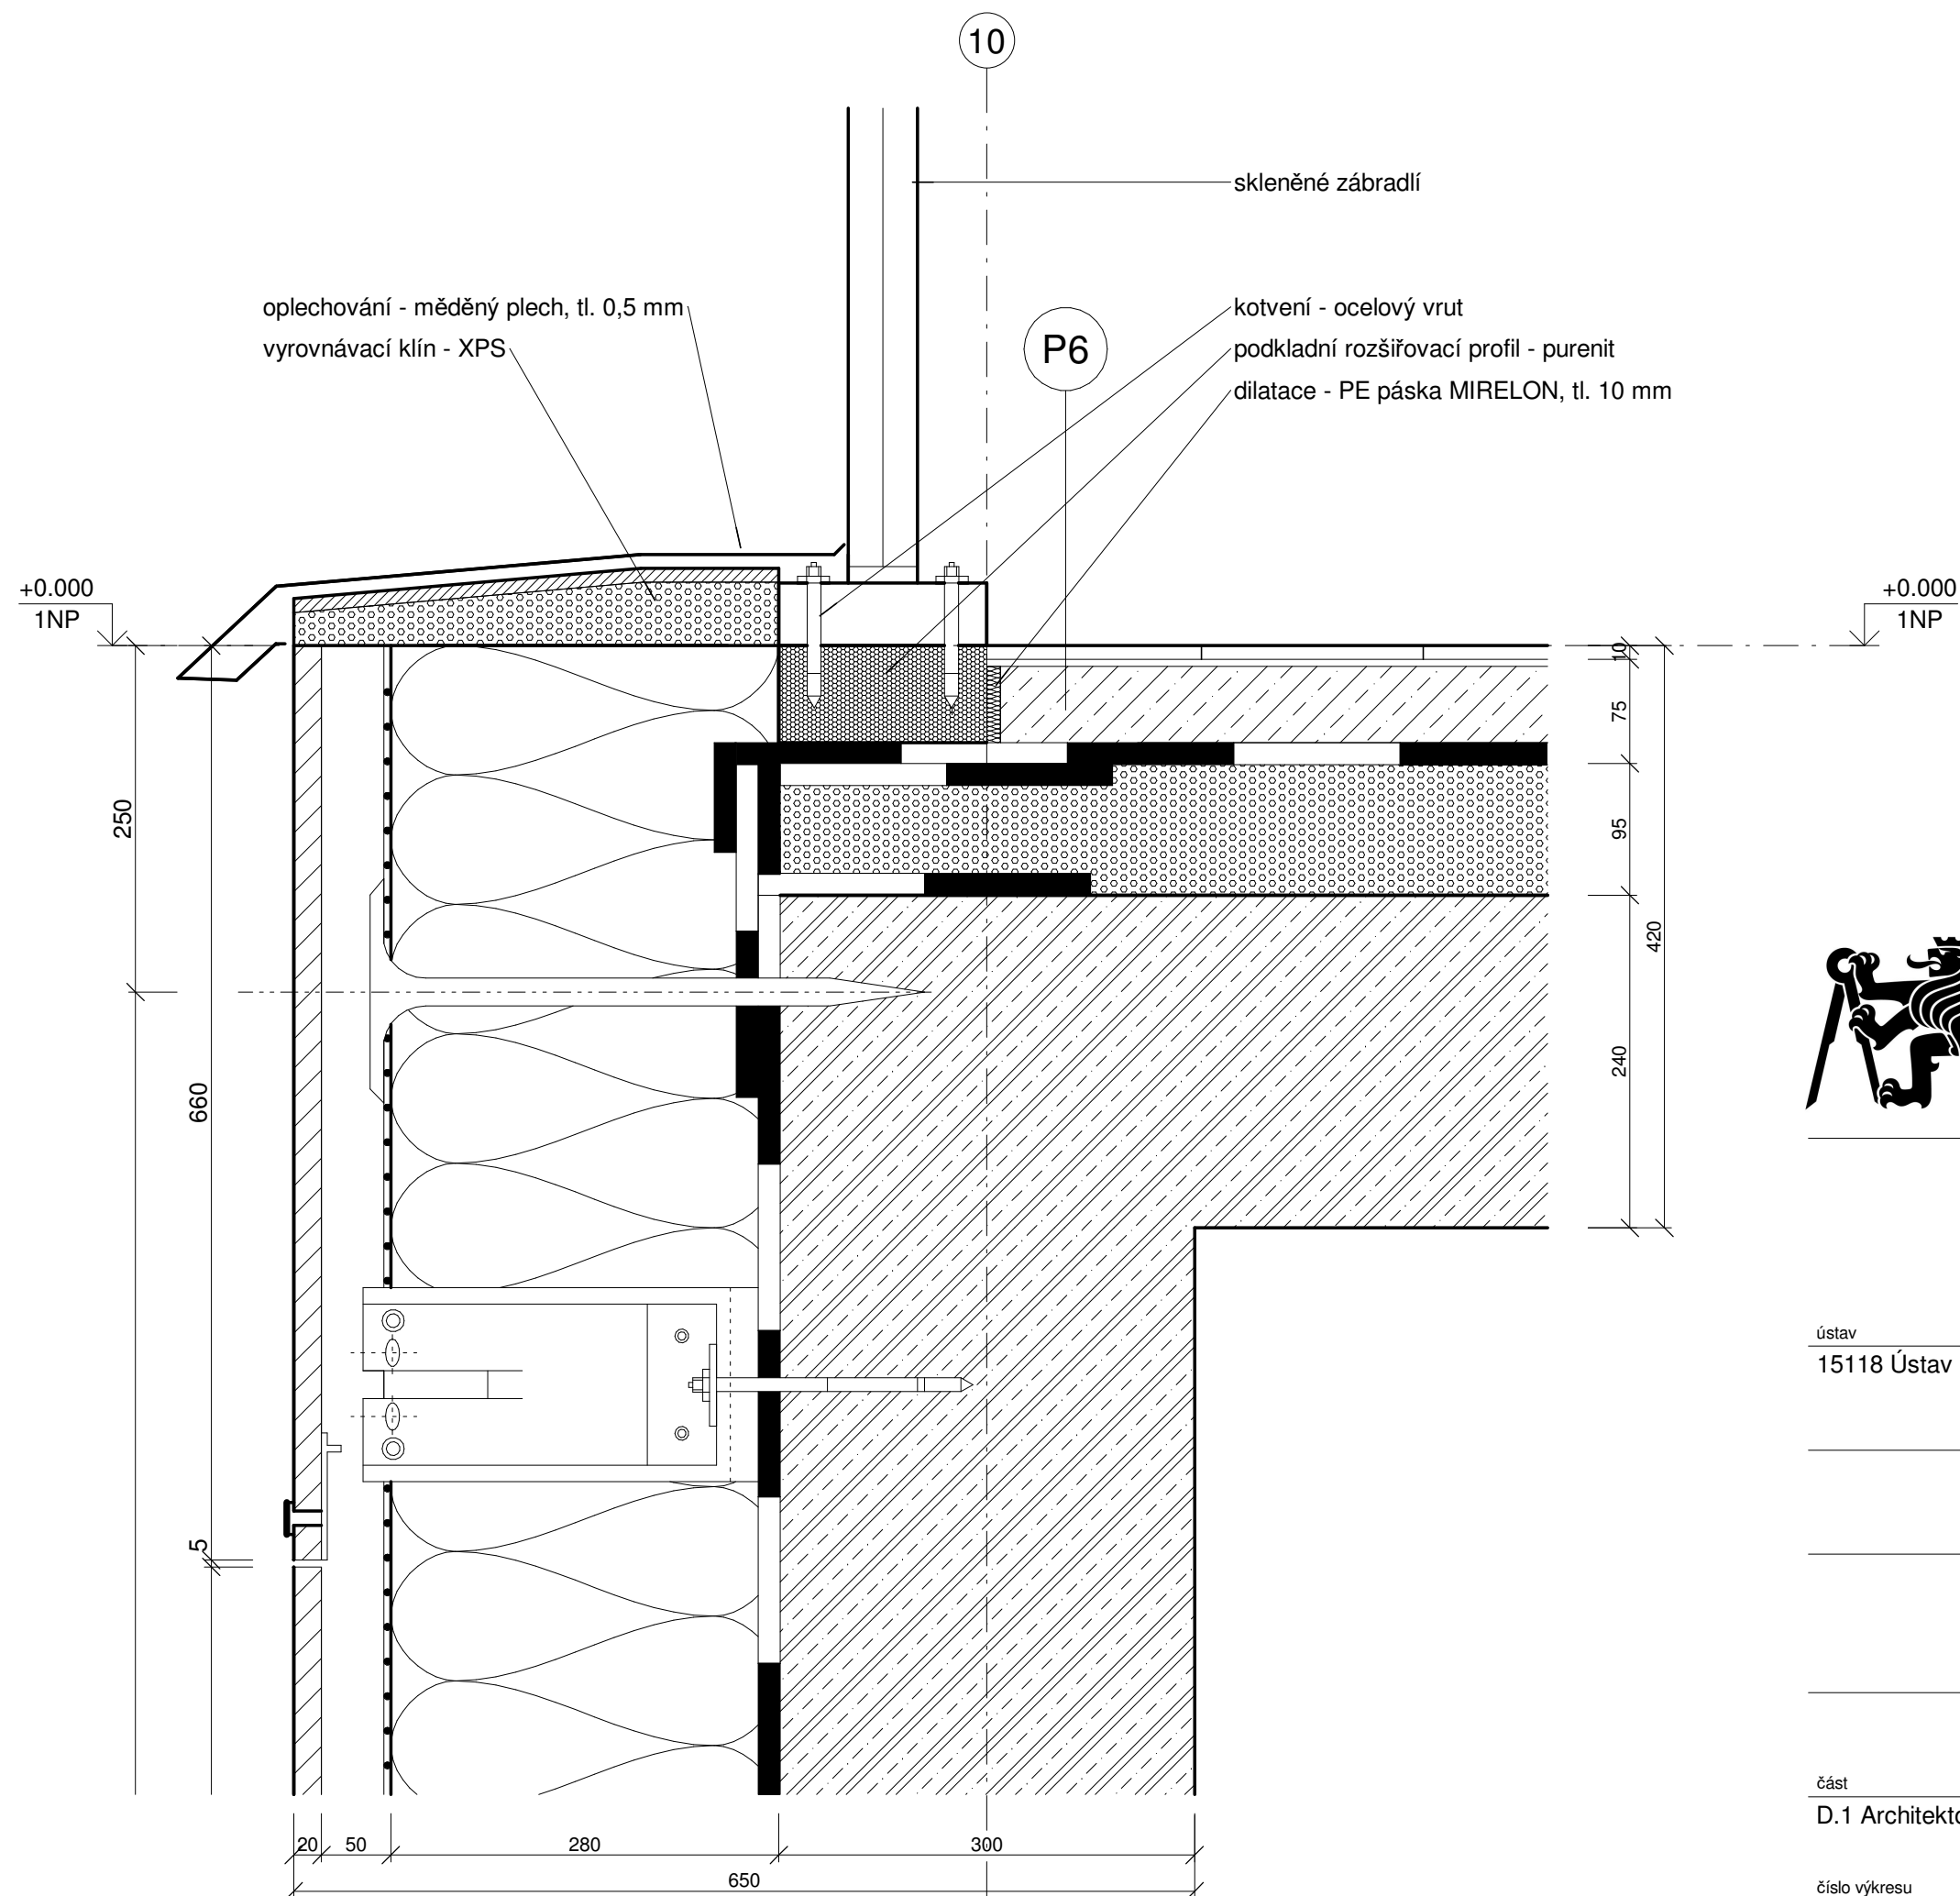 10
skleněné zábradlí
oplechování - měděný plech, tl. 0,5 mm
vyrovnávací klín - XPS
kotvení - ocelový vrut
podkladní rozšiřovací profil - purenit
dilatace - PE páska MIRELON, tl. 10 mm
P6
+0.000
1NP
+0.000
1NP
10
75
95
240
420
250
660
5
ústav
15118 Ústav
část
D.1 Architekto
číslo výkresu
20
50
280
300
650